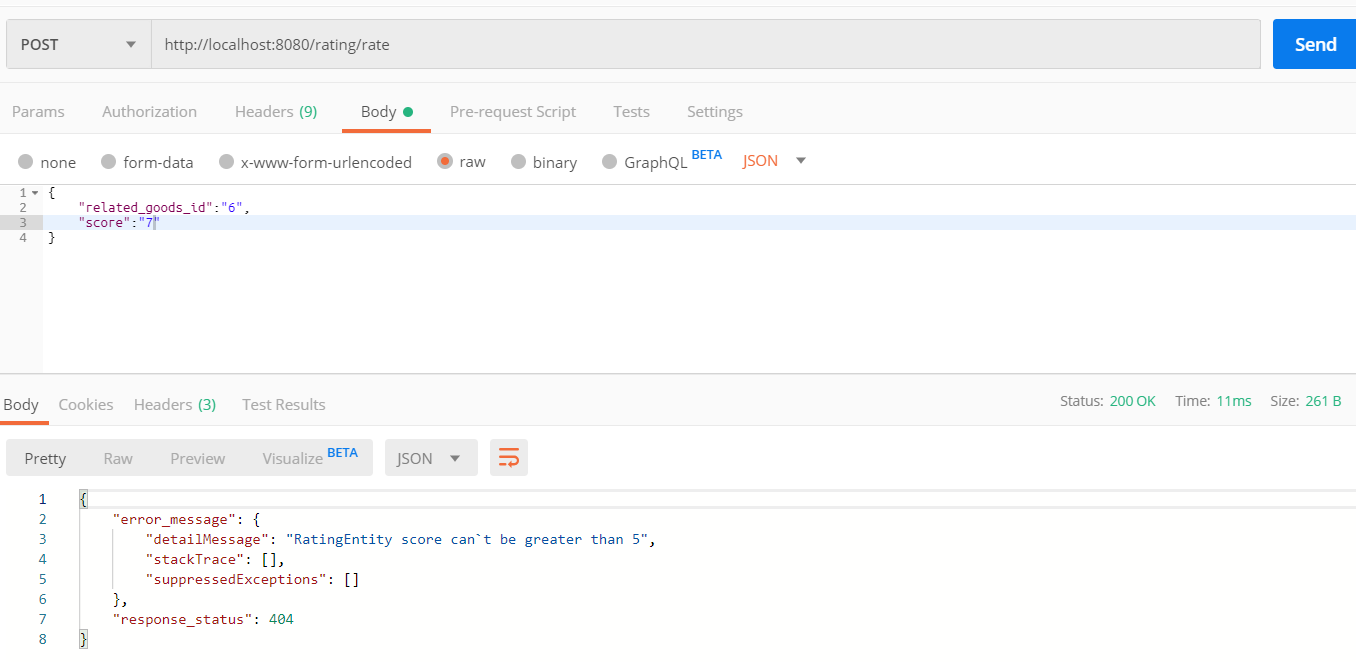 POST http://localhost:8080/rating/rate Send
Params Authorization Headers (9) Body Pre-request Script Tests Settings
none form-data x-www-form-urlencoded raw binary GraphQL BETA JSON
1 {
2 "related_goods_id":"6",
3 "score":"7"
4 }
Body Cookies Headers (3) Test Results Status: 200 OK Time: 11ms Size: 261 B
Pretty Raw Preview Visualize BETA JSON
1 {
2 "error_message": {
3 "detailMessage": "RatingEntity score can`t be greater than 5",
4 "stackTrace": [],
5 "suppressedExceptions": []
6 },
7 "response_status": 404
8 }